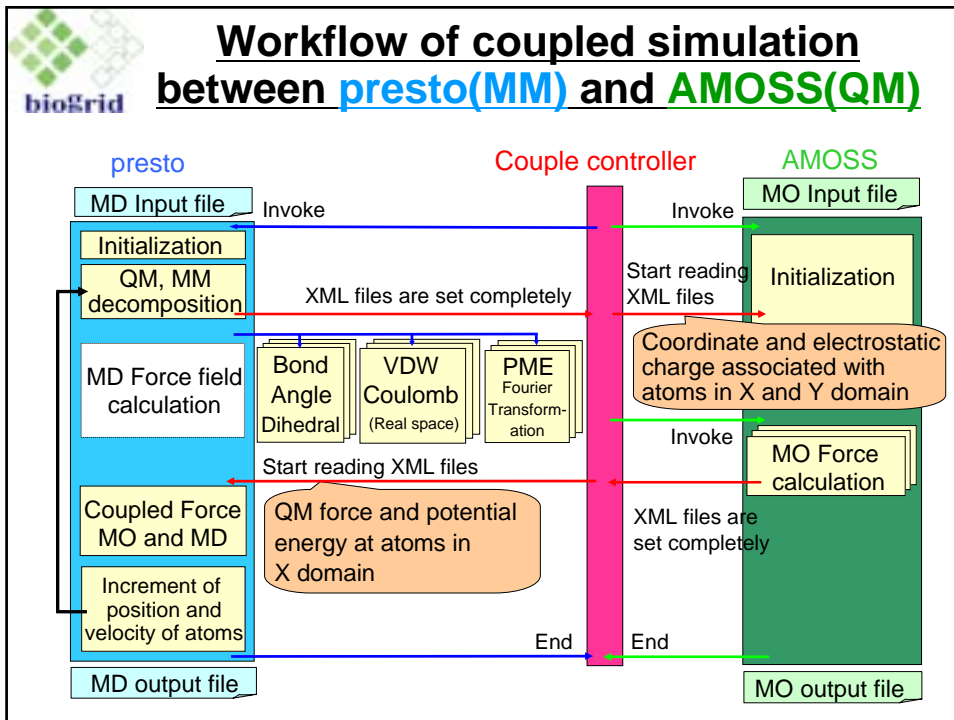 biogrid
Workflow of coupled simulation
between presto(MM) and AMOSS(QM)
presto
Couple controller
AMOSS
MD Input file
MO Input file
Invoke
Invoke
Initialization
QM, MM
decomposition
XML files are set completely
Start reading
XML files
Initialization
Coordinate and electrostatic
charge associated with
atoms in X and Y domain
MD Force field
calculation
Bond
Angle
Dihedral
VDW
Coulomb
(Real space)
PME
Fourier
Transform-
ation
Invoke
MO Force
calculation
Start reading XML files
Coupled Force
MO and MD
QM force and potential
energy at atoms in
X domain
XML files are
set completely
Increment of
position and
velocity of atoms
End
End
MD output file
MO output file